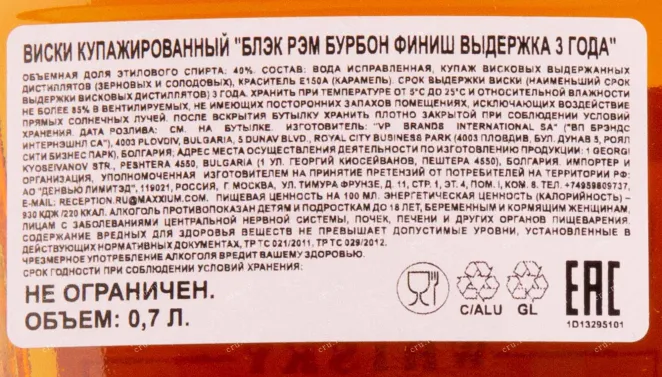 ВИСКИ КУПАЖИРОВАННЫЙ "БЛЭК РЭМ БУРБОН ФИНИШ ВЫДЕРЖКА 3 ГОДА"
ОБЪЕМНАЯ ДОЛЯ ЭТИЛОВОГО СПИРТА: 40%. СОСТАВ: ВОДА ИСПРАВЛЕННАЯ, КУПАЖ ВИСКОВЫХ ВЫДЕРЖАННЫХ
ДИСТИЛЛЯТОВ (ЗЕРНОВЫХ И СОЛОДОВЫХ), КРАСИТЕЛЬ Е150А (КАРАМЕЛЬ). СРОК ВЫДЕРЖКИ ВИСКИ (НАИМЕНЬШИЙ СРОК
ВЫДЕРЖКИ ВИСКОВЫХ ДИСТИЛЛЯТОВ) 3 ГОДА. ХРАНИТЬ ПРИ ТЕМПЕРАТУРЕ ОТ 5°С ДО 25°С И ОТНОСИТЕЛЬНОЙ ВЛАЖНОСТИ
НЕ БОЛЕЕ 85% В ВЕНТИЛИРУЕМЫХ, НЕ ИМЕЮЩИХ ПОСТОРОННИХ ЗАПАХОВ ПОМЕЩЕНИЯХ, ИСКЛЮЧАЮЩИХ ВОЗДЕЙСТВИЕ
ПРЯМЫХ СОЛНЕЧНЫХ ЛУЧЕЙ. ПОСЛЕ ВСКРЫТИЯ БУТЫЛКУ ХРАНИТЬ ПЛОТНО ЗАКРЫТОЙ ПРИ СОБЛЮДЕНИИ УСЛОВИЙ
ХРАНЕНИЯ. ДАТА РОЗЛИВА: СМ. НА БУТЫЛКЕ. ИЗГОТОВИТЕЛЬ: "VP BRANDS INTERNATIONAL SA" ("ВП БРЭНДС
ИНТЕРНЭШНЛ СА"), 4003 PLOVDIV, BULGARIA, 5 DUNAV BLVD, ROYAL CITY BUSINESS PARK (4003 ПЛОВДИВ, БУЛ. ДУНАВ 5, РОЯЛ
СИТИ БИЗНЕС ПАРК), БОЛГАРИЯ. АДРЕС МЕСТА ОСУЩЕСТВЛЕНИЯ ДЕЯТЕЛЬНОСТИ ПО ИЗГОТОВЛЕНИЮ ПРОДУКЦИИ: 1 GEORGI
KYOSEIVANOV STR, PESHTERA 4550, BULGARIA (1 УЛ. ГЕОРГИЙ КИОСЕЙВАНОВ, ПЕШТЕРА 4550), БОЛГАРИЯ. ИМПОРТЕР И
ОРГАНИЗАЦИЯ, УПОЛНОМОЧЕННАЯ ИЗГОТОВИТЕЛЕМ НА ПРИНЯТИЕ ПРЕТЕНЗИЙ ОТ ПОТРЕБИТЕЛЕЙ НА ТЕРРИТОРИИ РФ:
АО "ДЕНВЬЮ ЛИМИТЭД", 119021, РОССИЯ, Г МОСКВА, УЛ. ТИМУРА ФРУНЗЕ, Д. 11, СТР. 1, ЭТ. 4, ПОМ. I, КОМ. 8, ТЕЛ. +74959809737,
E-MAIL: RECEPTION.RU@MAXXIUM.COM. ПИЩЕВАЯ ЦЕННОСТЬ НА 100 МЛ. ЭНЕРГЕТИЧЕСКАЯ ЦЕННОСТЬ (КАЛОРИЙНОСТЬ) –
930 КДЖ/220 ККАЛ. АЛКОГОЛЬ ПРОТИВОПОКАЗАН ДЕТЯМ И ПОДРОСТКАМ ДО 18 ЛЕТ, БЕРЕМЕННЫМ И КОРМЯЩИМ ЖЕНЩИНАМ,
ЛИЦАМ С ЗАБОЛЕВАНИЯМИ ЦЕНТРАЛЬНОЙ НЕРВНОЙ СИСТЕМЫ, ПОЧЕК, ПЕЧЕНИ И ДРУГИХ ОРГАНОВ ПИЩЕВАРЕНИЯ.
СОДЕРЖАНИЕ ВРЕДНЫХ ДЛЯ ЗДОРОВЬЯ ВЕЩЕСТВ НЕ ПРЕВЫШАЕТ ДОПУСТИМЫЕ УРОВНИ, УСТАНОВЛЕННЫЕ В
ДЕЙСТВУЮЩИХ НОРМАТИВНЫХ ДОКУМЕНТАХ, ТР ТС 021/2011, ТР ТС 029/2012.
ЧРЕЗМЕРНОЕ УПОТРЕБЛЕНИЕ АЛКОГОЛЯ ВРЕДИТ ВАШЕМУ ЗДОРОВЬЮ.
СРОК ГОДНОСТИ ПРИ СОБЛЮДЕНИИ УСЛОВИЙ ХРАНЕНИЯ:
НЕ ОГРАНИЧЕН.
ОБЪЕМ: 0,7 Л.
C/ALU
GL
EAC
1D13295101